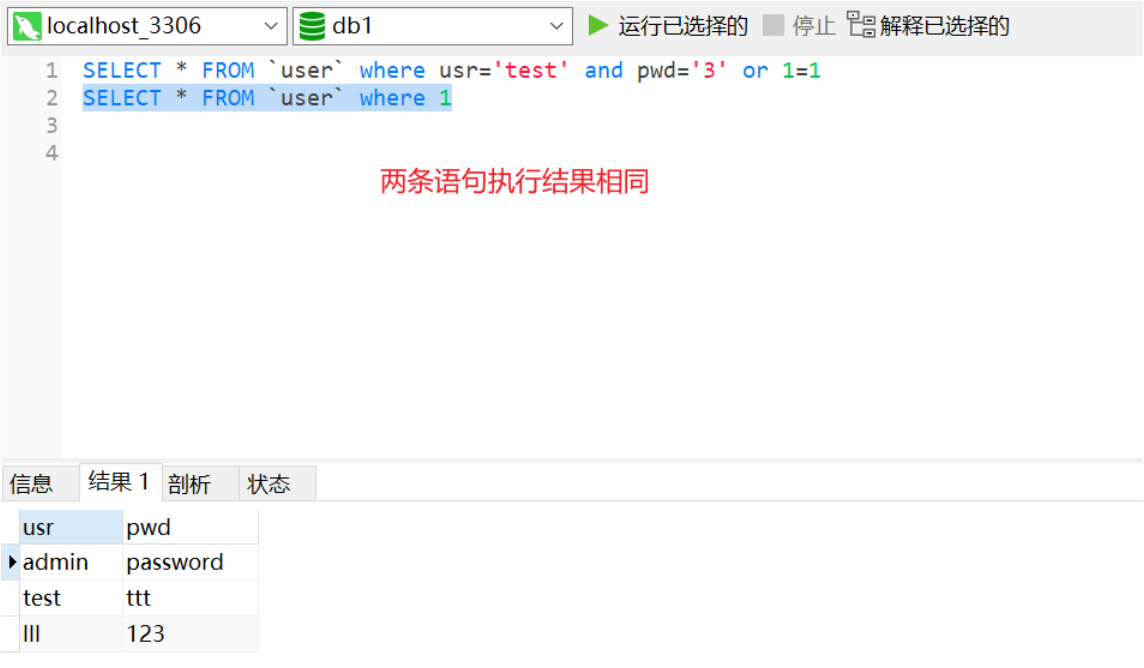 localhost_3306 db1 运行已选择的 停止 解释已选择的
1 SELECT * FROM `user` where usr='test' and pwd='3' or 1=1
2 SELECT * FROM `user` where 1
3
4
两条语句执行结果相同
信息 结果 1 剖析 状态
usr pwd
admin password
test ttt
lll 123